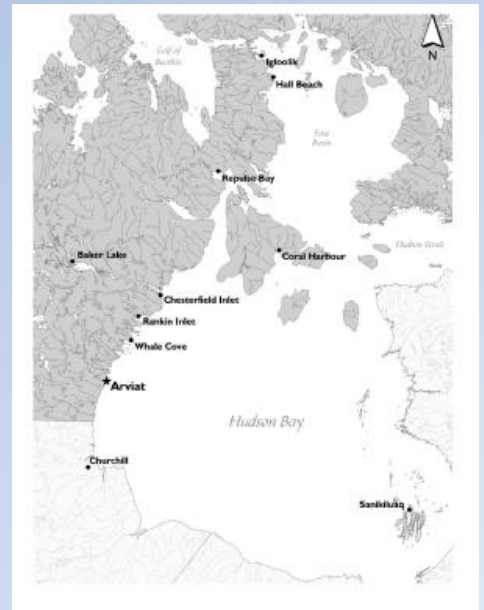 N
Gulf of
Boothia
Igloolik
Hall Beach
Foxe
Basin
Repulse Bay
Baker Lake
Coral Harbour
Hudson Strait
Chesterfield Inlet
Rankin Inlet
Whale Cove
Arviat
Hudson Bay
Churchill
Sanikiluaq